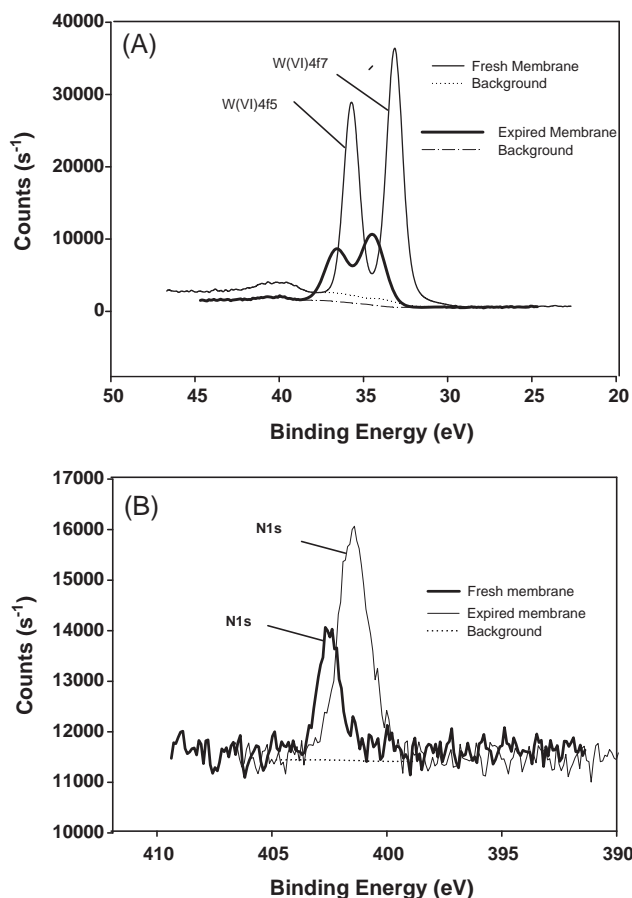 (A)
40000
30000
20000
10000
0
Counts (s⁻¹)
W(VI)4f7
W(VI)4f5
Fresh Membrane
Background
Expired Membrane
Background
50 45 40 35 30 25 20
Binding Energy (eV)
(B)
17000
16000
15000
14000
13000
12000
11000
10000
Counts (s⁻¹)
N1s
N1s
Fresh membrane
Expired membrane
Background
410 405 400 395 390
Binding Energy (eV)